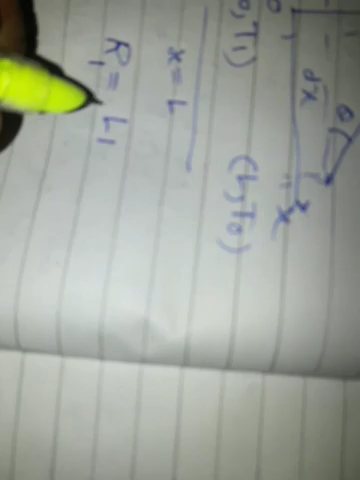 dx θ
x
0, T1) (L, T0)
x = L
R1 = L1